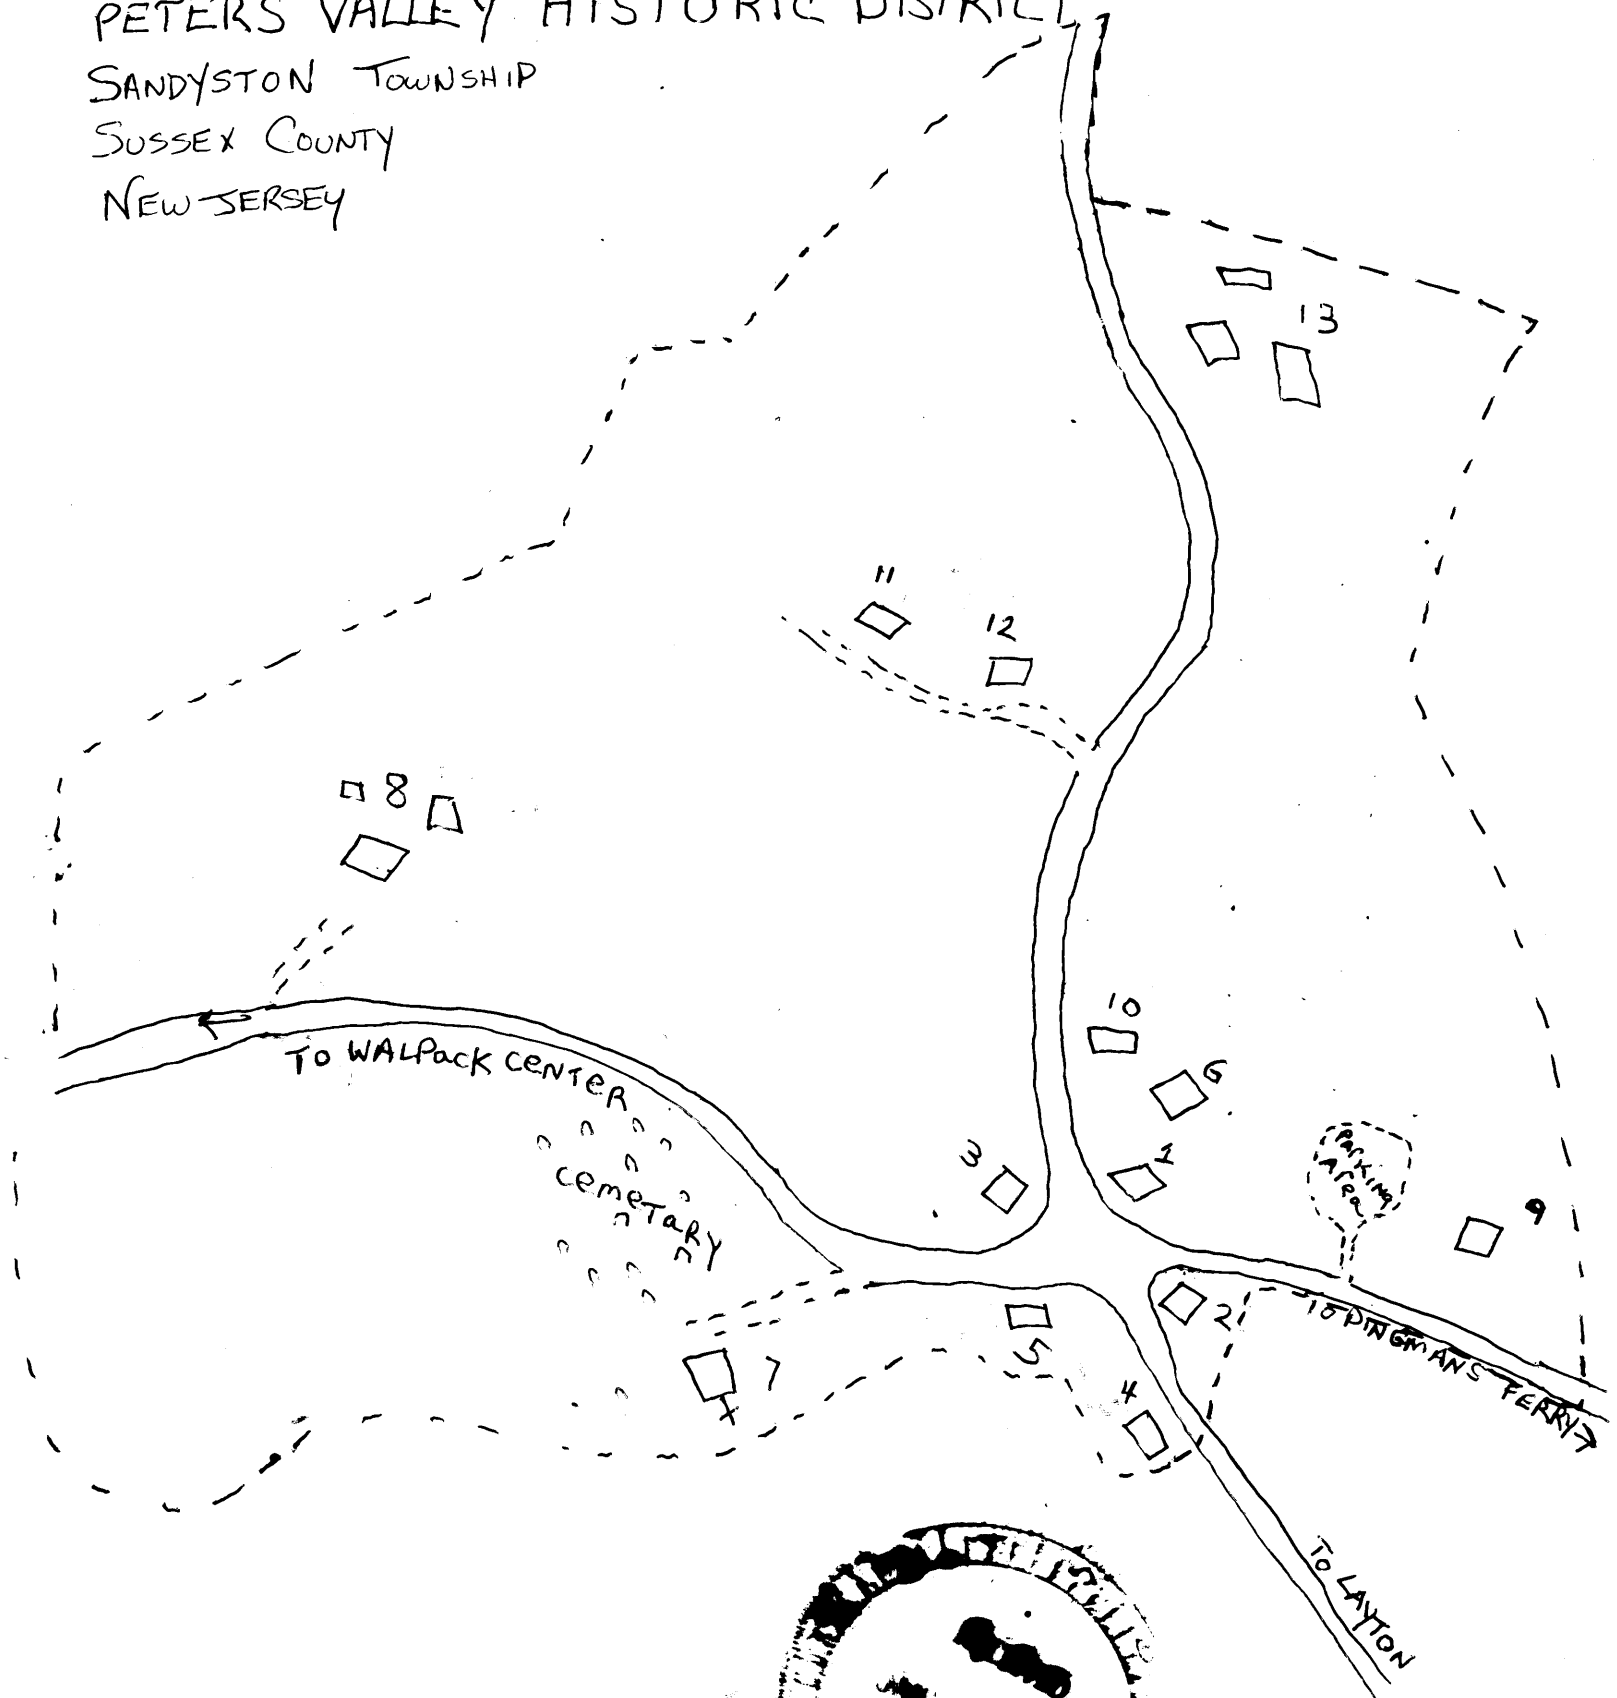 PETERS VALLEY HISTORIC DISTRICT
SANDYSTON TOWNSHIP
SUSSEX COUNTY
NEW JERSEY
13
11
12
8
10
6
TO WALPACK CENTER
3
1
PARKING
AREA
CEMETARY
9
2
TO DINGMANS FERRY
5
7
4
TO LAYTON